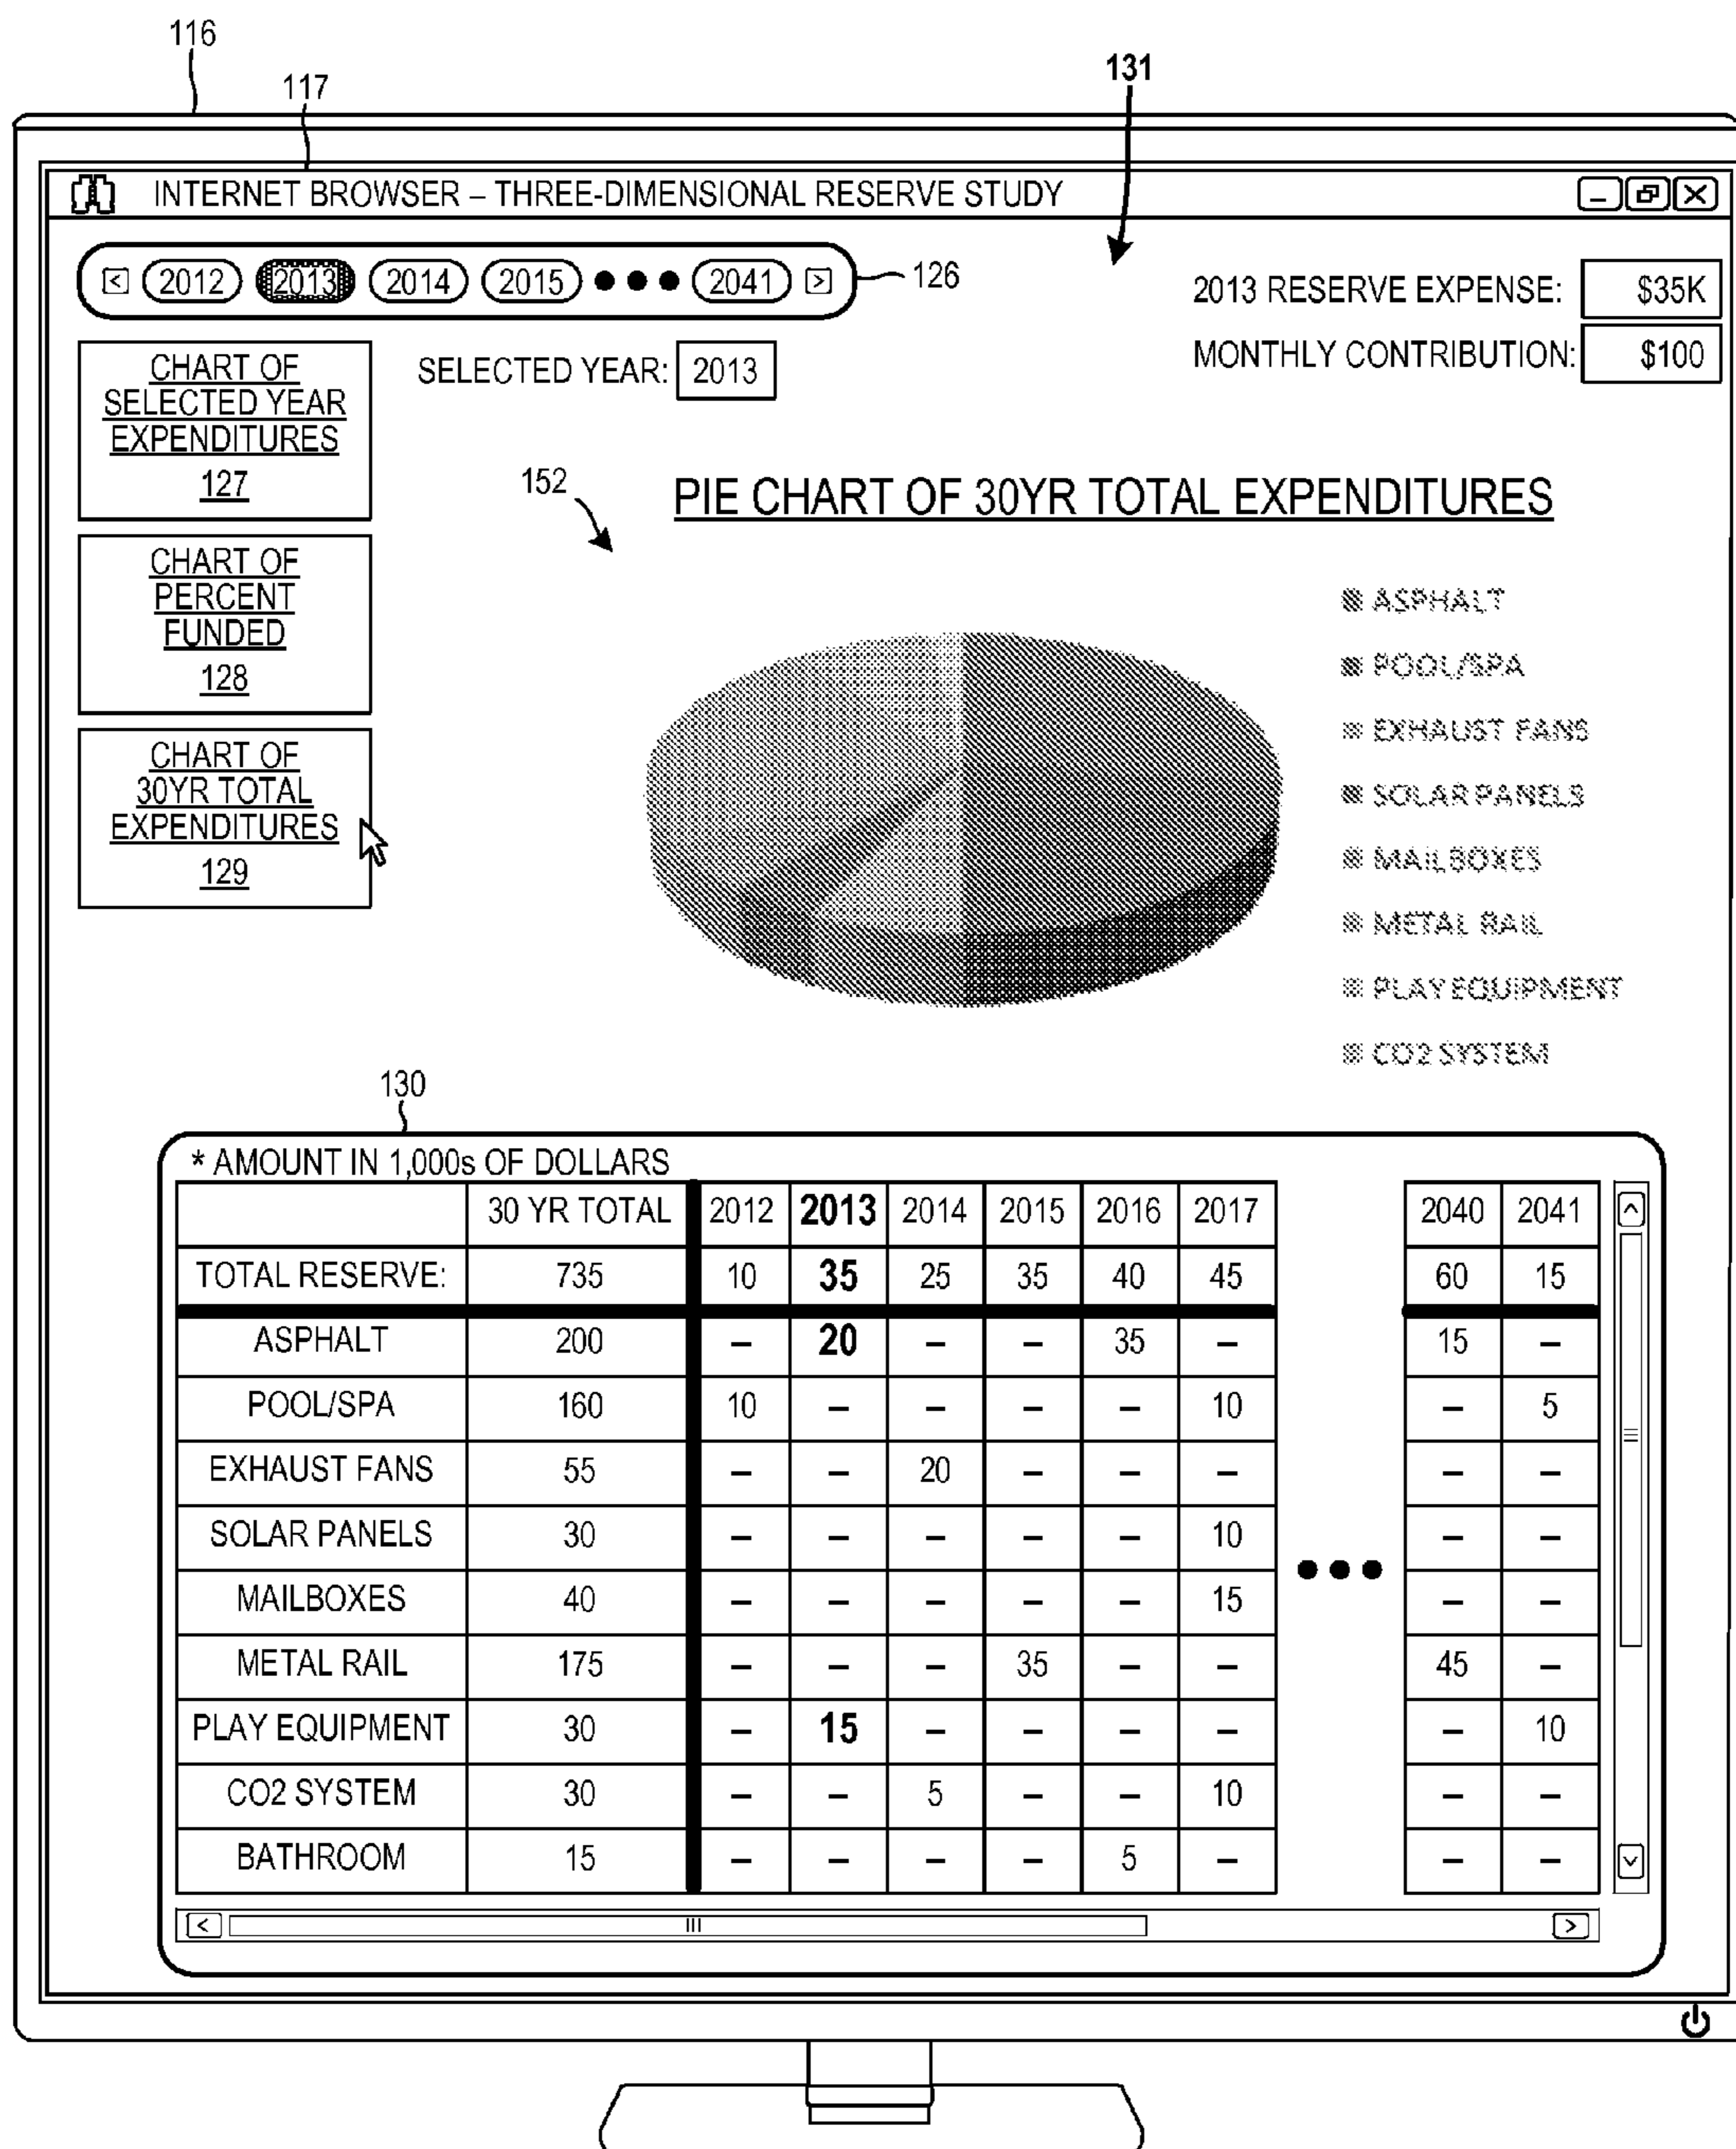 116
117
131
INTERNET BROWSER – THREE-DIMENSIONAL RESERVE STUDY
< 2012 2013 2014 2015 ●●● 2041 >
126
2013 RESERVE EXPENSE: $35K
MONTHLY CONTRIBUTION: $100
SELECTED YEAR: 2013
CHART OF
SELECTED YEAR
EXPENDITURES
127
CHART OF
PERCENT
FUNDED
128
CHART OF
30YR TOTAL
EXPENDITURES
129
152
PIE CHART OF 30YR TOTAL EXPENDITURES
ASPHALT
POOL/SPA
EXHAUST FANS
SOLAR PANELS
MAILBOXES
METAL RAIL
PLAY EQUIPMENT
CO2 SYSTEM
130
* AMOUNT IN 1,000s OF DOLLARS
30 YR TOTAL 2012 2013 2014 2015 2016 2017 2040 2041
TOTAL RESERVE: 735 10 35 25 35 40 45 60 15
ASPHALT 200 – 20 – – 35 – 15 –
POOL/SPA 160 10 – – – – 10 – 5
EXHAUST FANS 55 – – 20 – – – – –
SOLAR PANELS 30 – – – – – 10 – –
●●●
MAILBOXES 40 – – – – – 15 – –
METAL RAIL 175 – – – 35 – – 45 –
PLAY EQUIPMENT 30 – 15 – – – – – 10
CO2 SYSTEM 30 – – 5 – – 10 – –
BATHROOM 15 – – – – 5 – – –